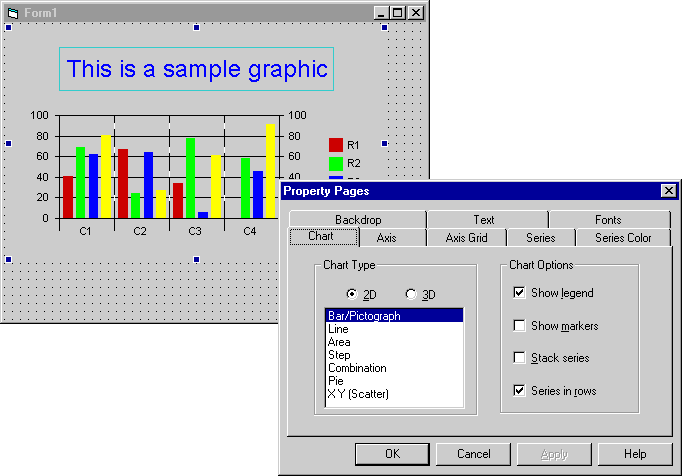 Form1
This is a sample graphic
100 100
80 80
60 60
40 40
20
0
C1 C2 C3 C4
R1
R2
Property Pages
Backdrop Text Fonts
Chart Axis Axis Grid Series Series Color
Chart Type
2D 3D
Bar/Pictograph
Line
Area
Step
Combination
Pie
X Y (Scatter)
Chart Options
Show legend
Show markers
Stack series
Series in rows
OK Cancel Apply Help